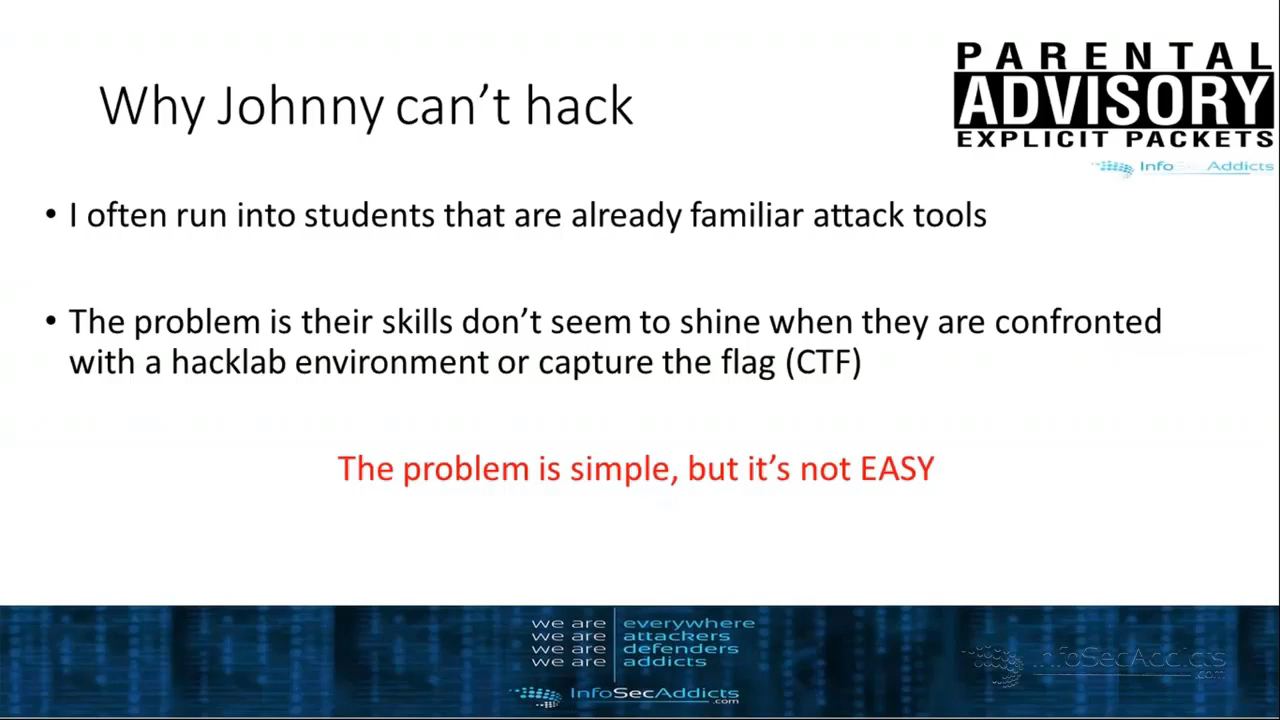 PARENTAL
ADVISORY
EXPLICIT PACKETS
InfoSecAddicts
Why Johnny can't hack
• I often run into students that are already familiar attack tools
• The problem is their skills don't seem to shine when they are confronted
with a hacklab environment or capture the flag (CTF)
The problem is simple, but it's not EASY
we are everywhere
we are attackers
we are defenders
we are addicts
InfoSecAddicts
.com
InfoSecAddicts
.com